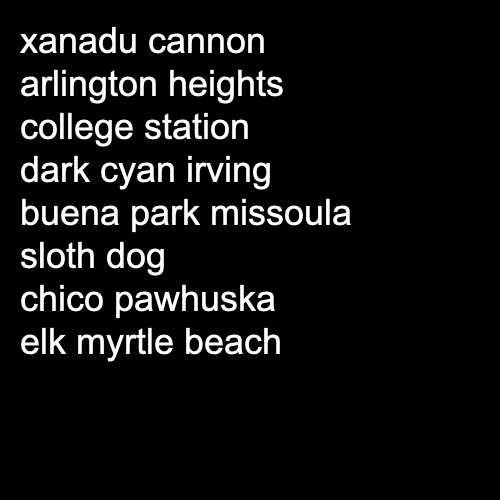 xanadu cannon
arlington heights
college station
dark cyan irving
buena park missoula
sloth dog
chico pawhuska
elk myrtle beach